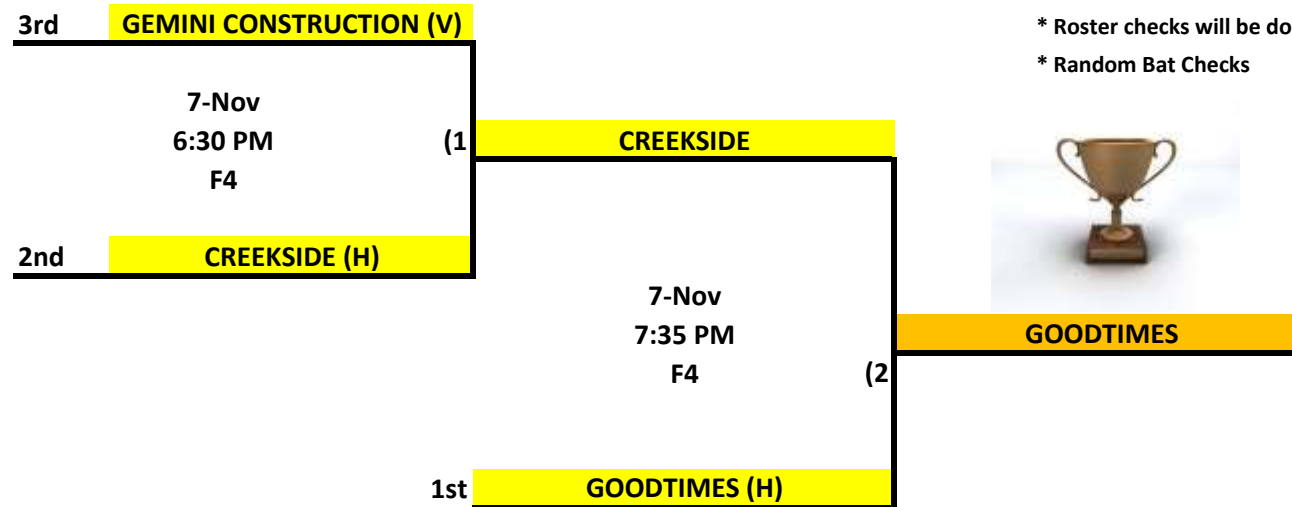 3rd GEMINI CONSTRUCTION (V)
* Roster checks will be do
* Random Bat Checks
7-Nov
6:30 PM (1 CREEKSIDE
F4
2nd CREEKSIDE (H)
7-Nov
7:35 PM GOODTIMES
F4 (2
1st GOODTIMES (H)